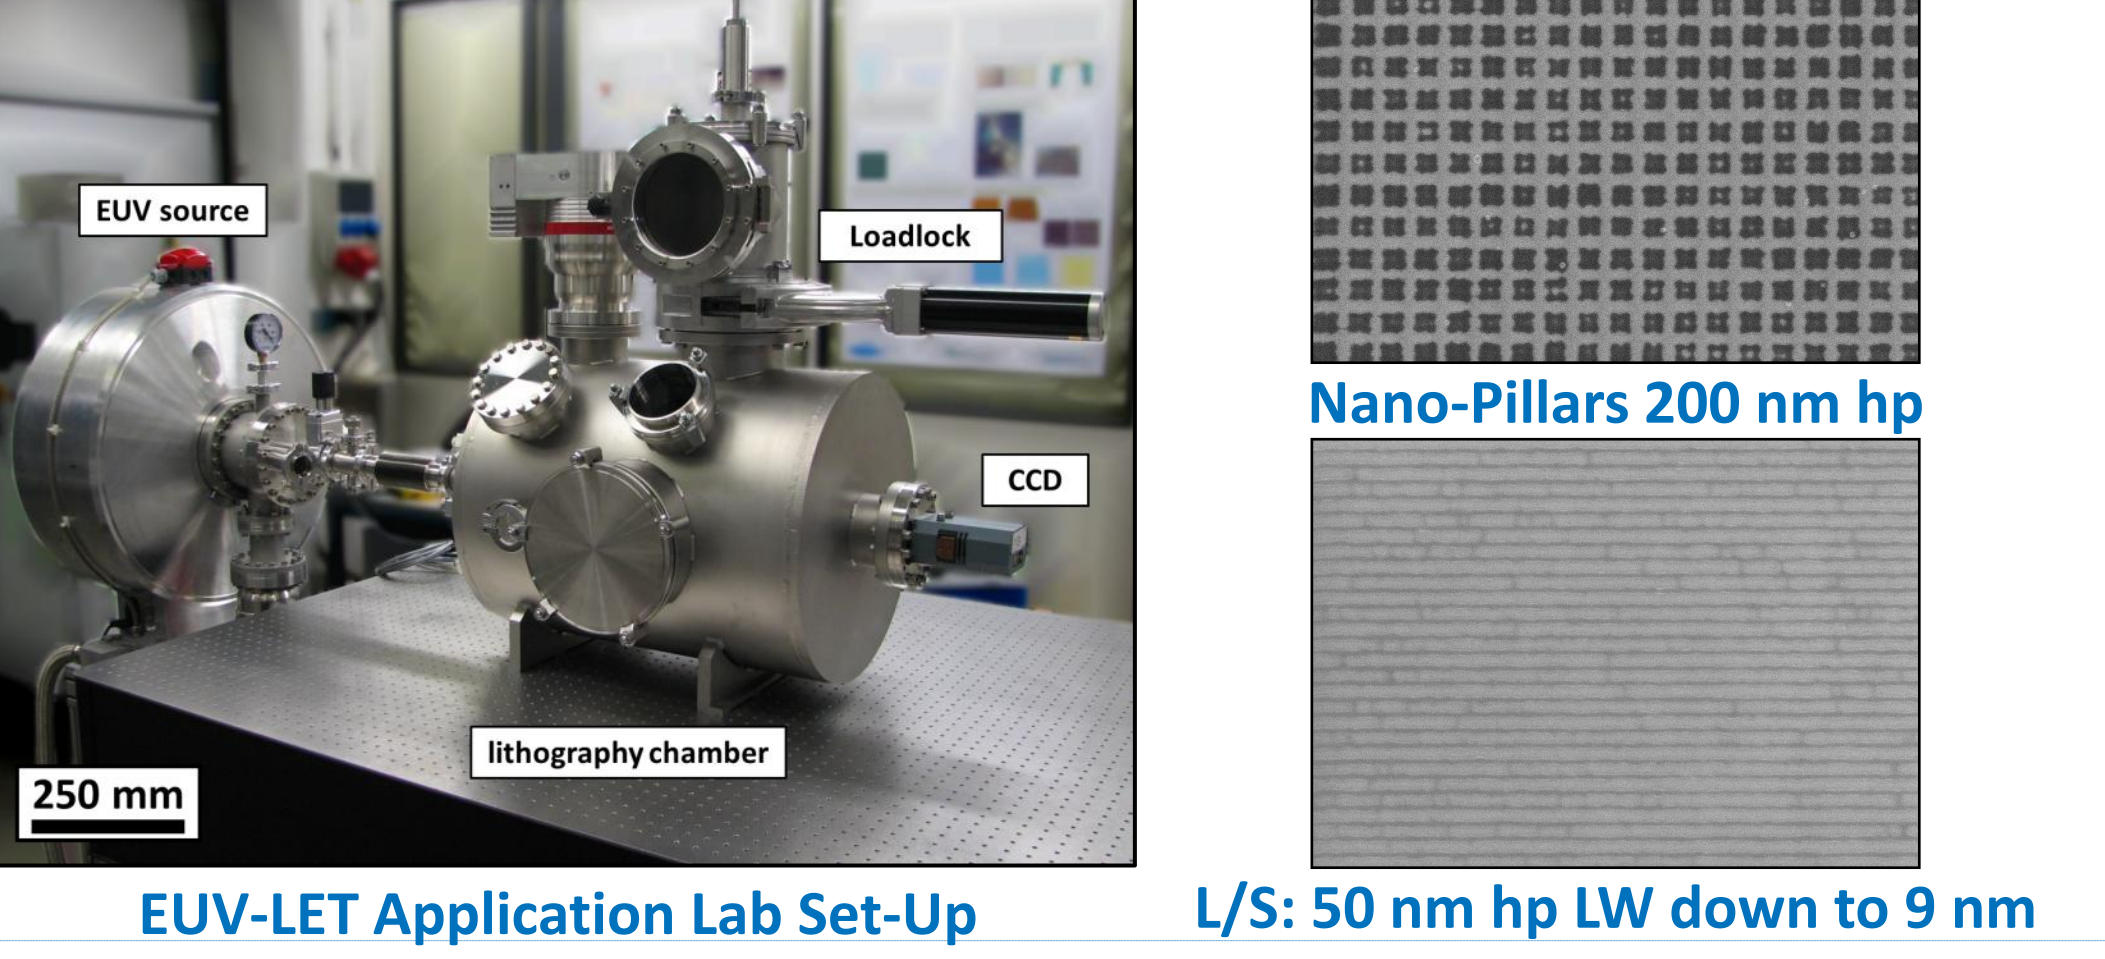 EUV source
Loadlock
CCD
lithography chamber
250 mm
EUV-LET Application Lab Set-Up
Nano-Pillars 200 nm hp
L/S: 50 nm hp LW down to 9 nm